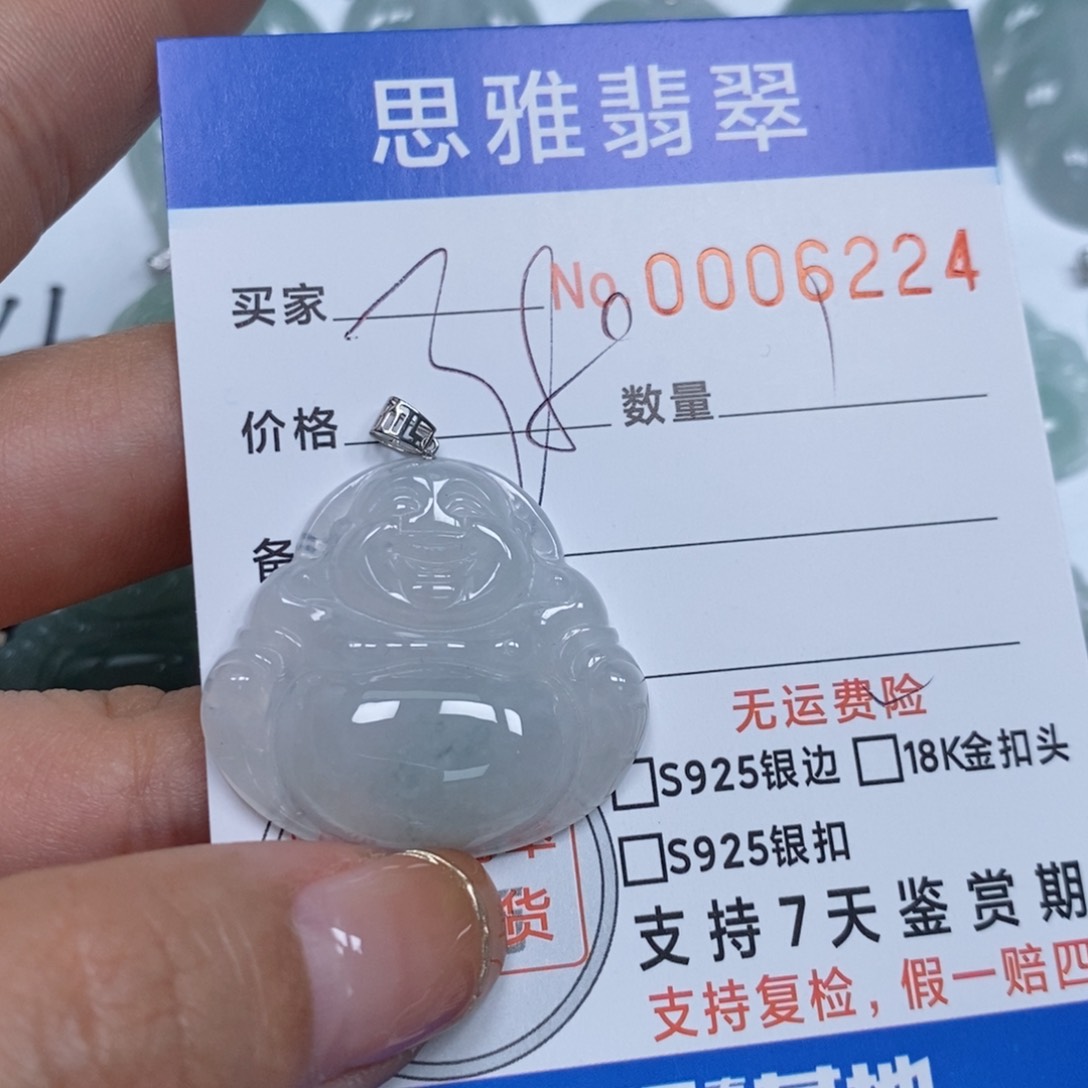 思雅翡翠
买家 No 0006224
价格 数量
备
无运费险
S925银边 18K金扣头
S925银扣
货
支持7天鉴赏期
支持复检，假一赔四